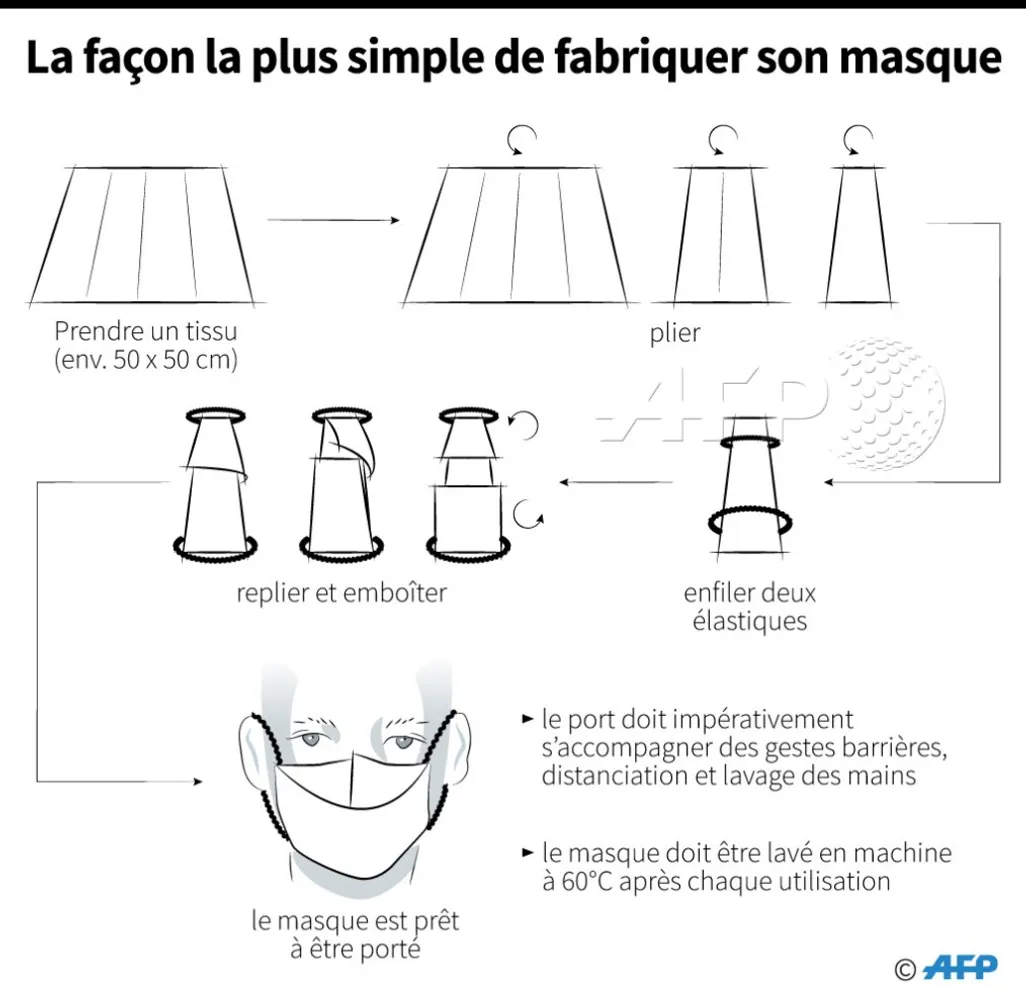 La façon la plus simple de fabriquer son masque
Prendre un tissu
(env. 50 x 50 cm)
plier
AFP
replier et emboîter
enfiler deux
élastiques
► le port doit impérativement
s’accompagner des gestes barrières,
distanciation et lavage des mains
► le masque doit être lavé en machine
à 60°C après chaque utilisation
le masque est prêt
à être porté
© AFP